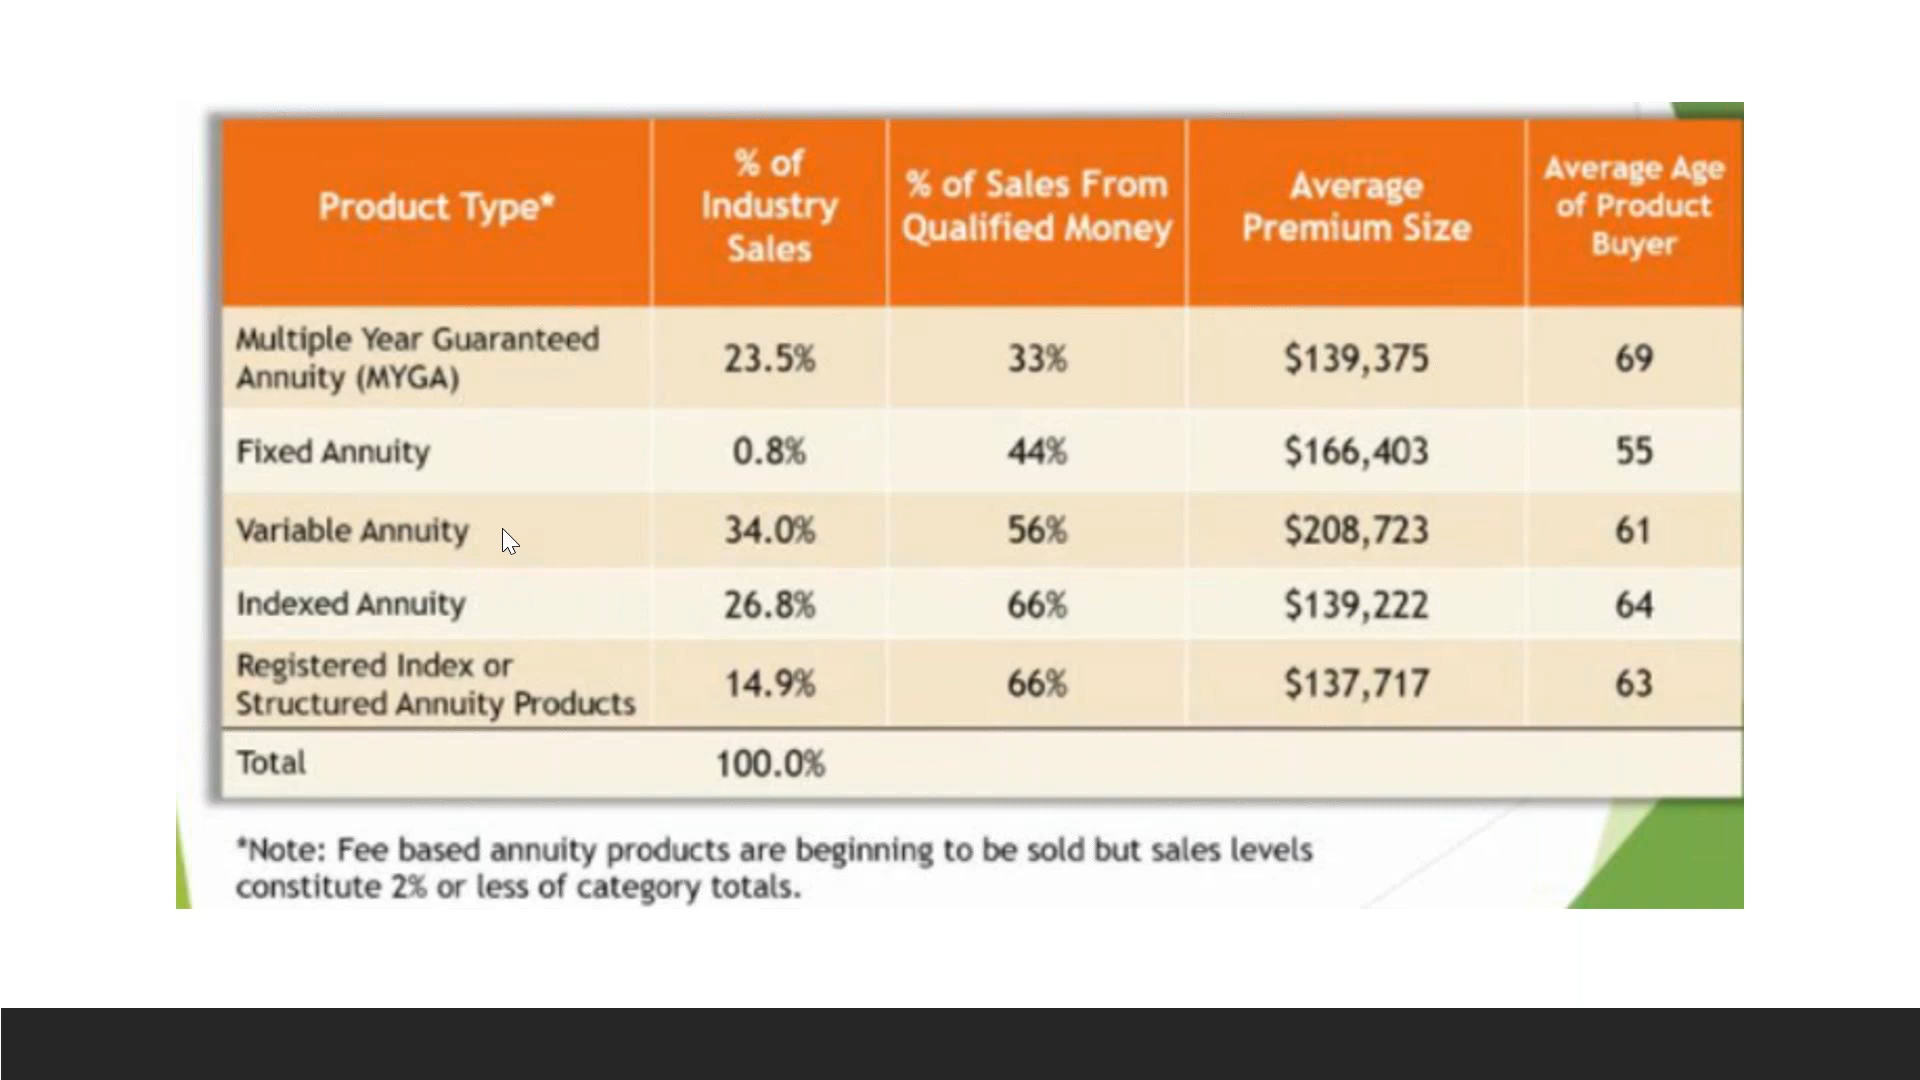 Product Type*
% of
Industry
Sales
% of Sales From
Qualified Money
Average
Premium Size
Average Age
of Product
Buyer
Multiple Year Guaranteed
Annuity (MYGA)
23.5%
33%
$139,375
69
Fixed Annuity
0.8%
44%
$166,403
55
Variable Annuity
34.0%
56%
$208,723
61
Indexed Annuity
26.8%
66%
$139,222
64
Registered Index or
Structured Annuity Products
14.9%
66%
$137,717
63
Total
100.0%
*Note: Fee based annuity products are beginning to be sold but sales levels
constitute 2% or less of category totals.